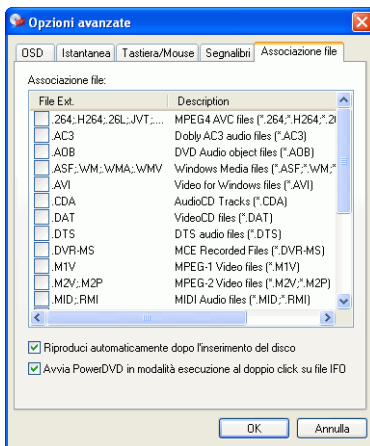 Opzioni avanzate
OSD Istantanea Tastiera/Mouse Segnalibri Associazione file
Associazione file:
File Ext. Description
.264;.H264;.26L;.JVT;... MPEG4 AVC files (*.264;*.H264;*.2
.AC3 Dobly AC3 audio files (*.AC3)
.AOB DVD Audio object files (*.AOB)
.ASF;.WM;.WMA;.WMV Windows Media files (*.ASF;*.WM;*
.AVI Video for Windows files (*.AVI)
.CDA AudioCD Tracks (*.CDA)
.DAT VideoCD files (*.DAT)
.DTS DTS audio files (*.DTS)
.DVR-MS MCE Recorded Files (*.DVR-MS)
.M1V MPEG-1 Video files (*.M1V)
.M2V;.M2P MPEG-2 Video files (*.M2V;*.M2P)
.MID;.RMI MIDI Audio files (*.MID;*.RMI)
Riproduci automaticamente dopo l'inserimento del disco
Avvia PowerDVD in modalità esecuzione al doppio click su file IFO
OK Annulla